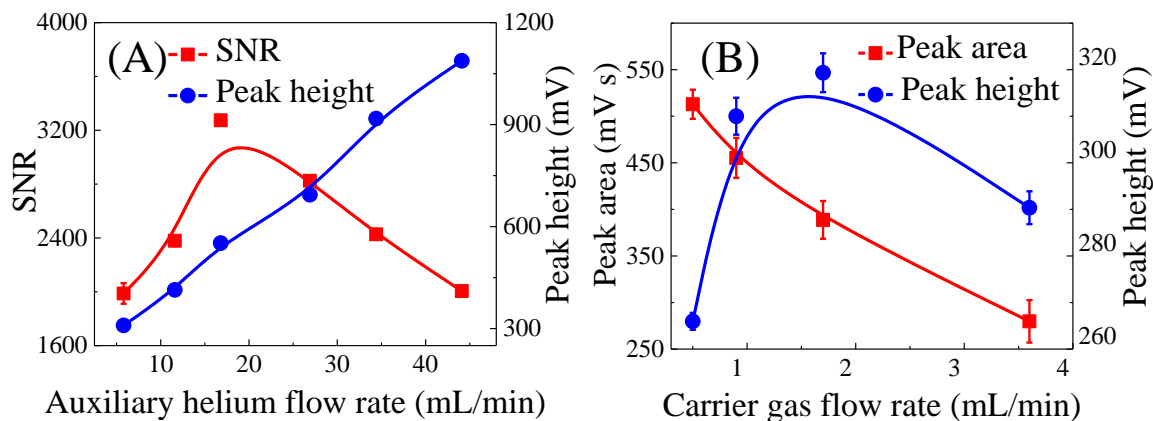 (A)
SNR
Peak height
4000
3200
2400
1600
SNR
1200
900
600
300
Peak height (mV)
10
20
30
40
Auxiliary helium flow rate (mL/min)
(B)
Peak area
Peak height
550
450
350
250
Peak area (mV s)
320
300
280
260
Peak height (mV)
1
2
3
4
Carrier gas flow rate (mL/min)